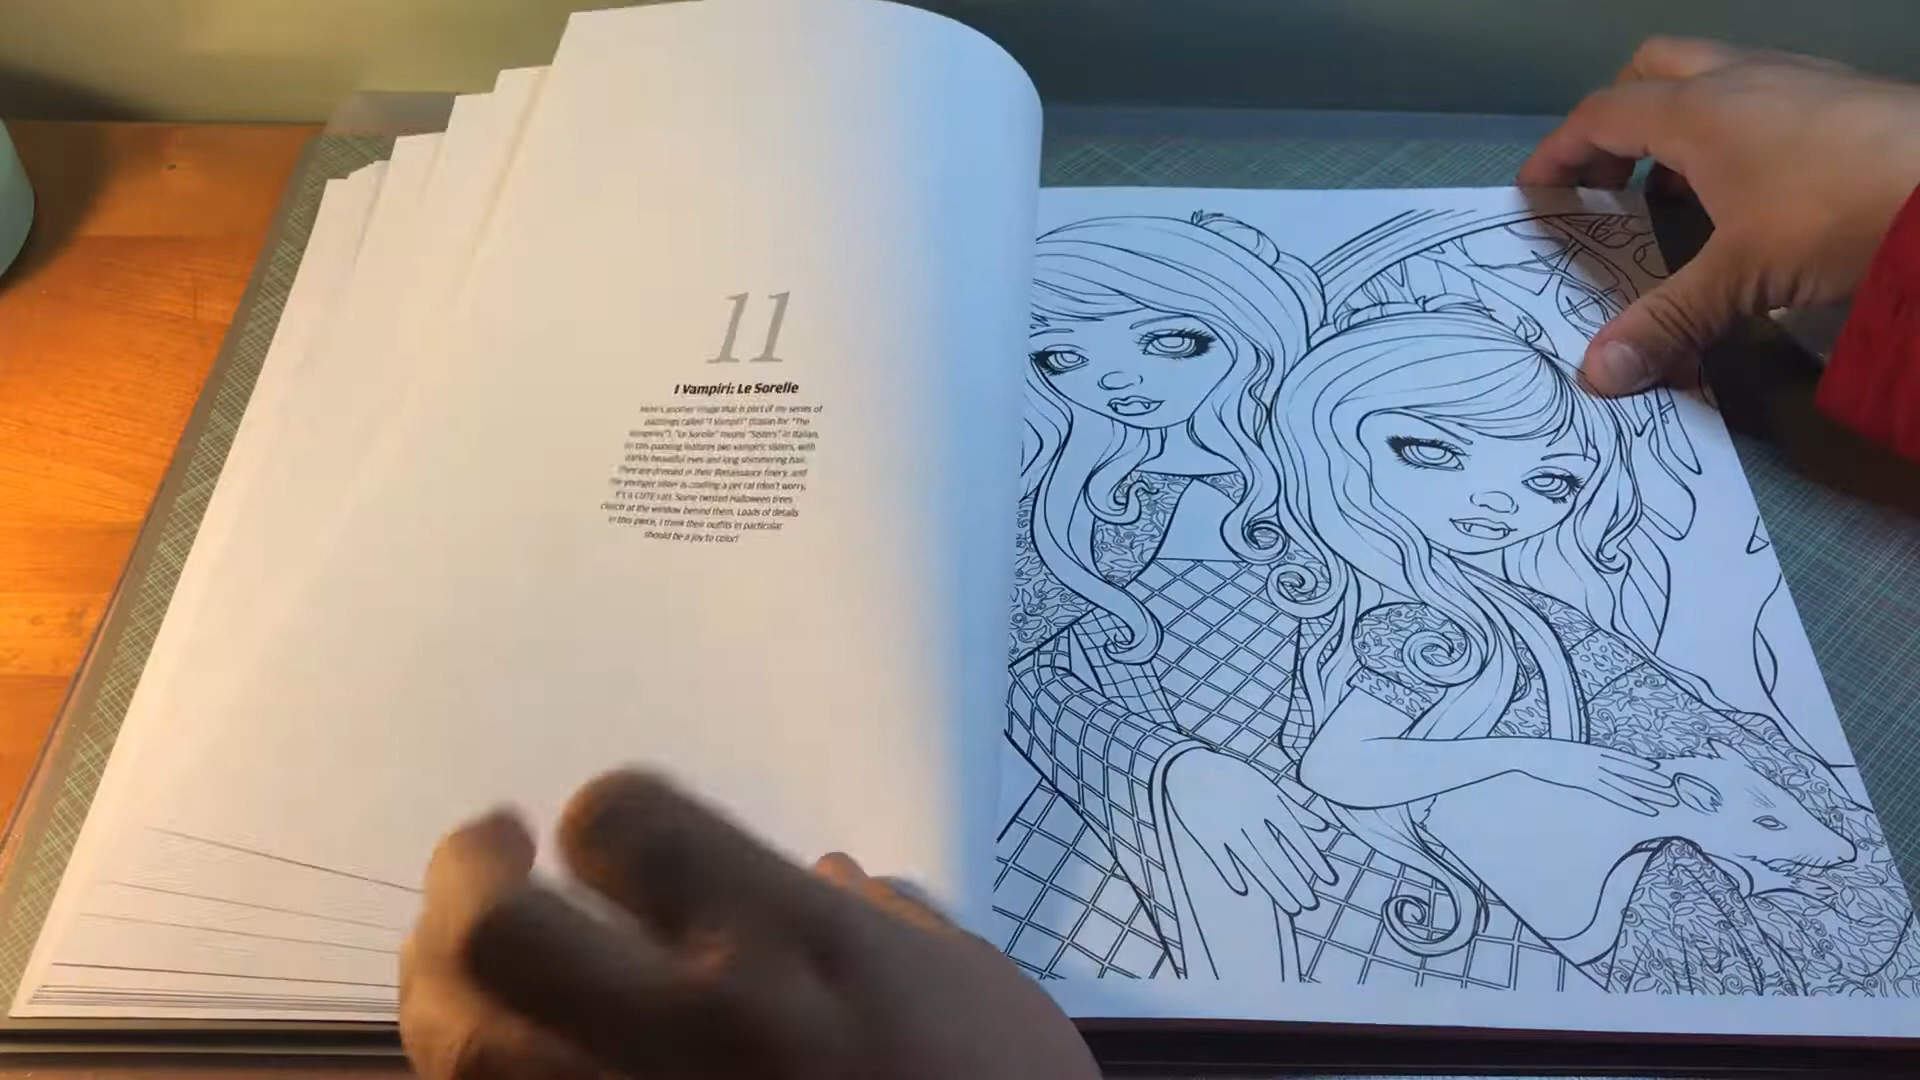 11
I Vampiri: Le Sorelle
Here's another image that is part of my series of
paintings called "I Vampiri" (Italian for "The
Vampires"). "Le Sorelle" means "Sisters" in Italian,
so this painting features two vampiric sisters, with
darkly beautiful eyes and long shimmering hair.
They are dressed in their Renaissance finery, and
the younger sister is cradling a pet rat (don't worry,
it's a CUTE rat). Some twisted Halloween trees
clutch at the window behind them. Loads of details
in this piece, I think their outfits in particular
should be a joy to color!